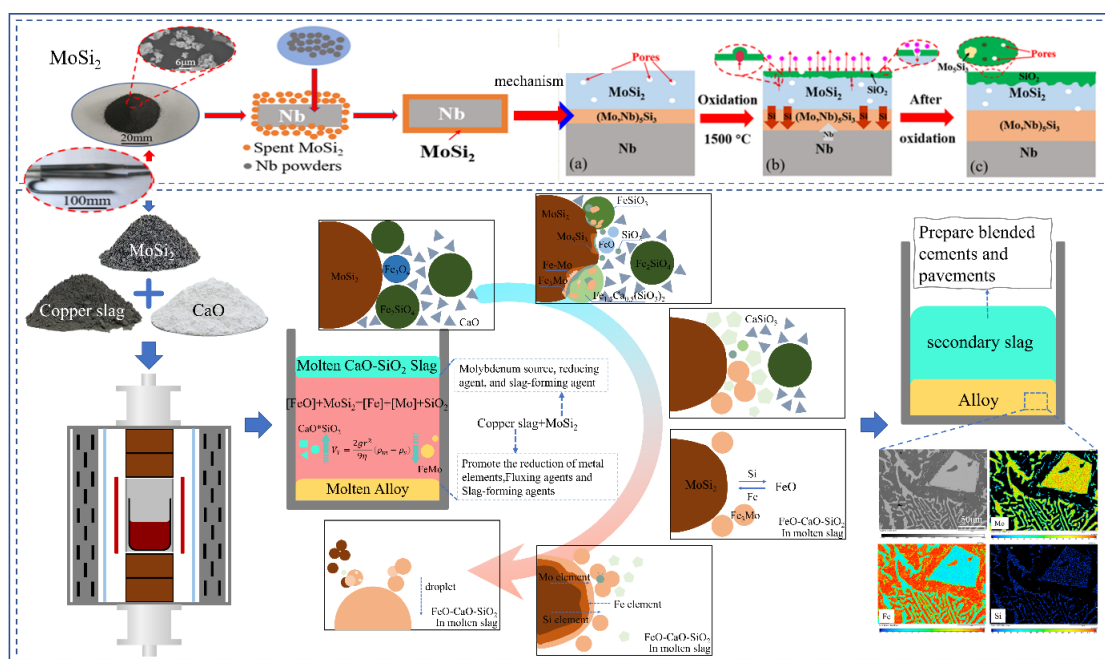 MoSi2
6μm
20mm
100mm
Nb
Spent MoSi2
Nb powders
Nb
MoSi2
mechanism
Pores
MoSi2
(Mo,Nb)5Si3
Nb
(a)
Oxidation
1500 °C
SiO2
MoSi2
Si
Si
(Mo,Nb)5Si3
Si
Si
Nb
Nb
(b)
After
oxidation
Mo5Si3
Pores
SiO2
MoSi2
(Mo,Nb)5Si3
Nb
(c)
MoSi2
Copper slag
CaO
MoSi2
Fe3O4
Fe2SiO4
CaO
MoSi2
FeSiO3
Mo5Si3
FeO
SiO2
Fe-Mo
Fe3Mo
Fe2SiO4
CaSiO3
Molten CaO-SiO2 Slag
[FeO]+MoSi2=[Fe]-[Mo]+SiO2
CaO*SiO2
FeMo
Molten Alloy
Molybdenum source, reducing
agent, and slag-forming agent
Copper slag+MoSi2
Promote the reduction of metal
elements,Fluxing agents and
Slag-forming agents
MoSi2
Si
Fe
FeO
Fe3Mo
FeO-CaO-SiO2
In molten slag
droplet
FeO-CaO-SiO2
In molten slag
Mo element
Fe element
Si element
FeO-CaO-SiO2
In molten slag
Prepare blended
cements and
pavements
secondary slag
Alloy
50μm
Mo
Fe
Si